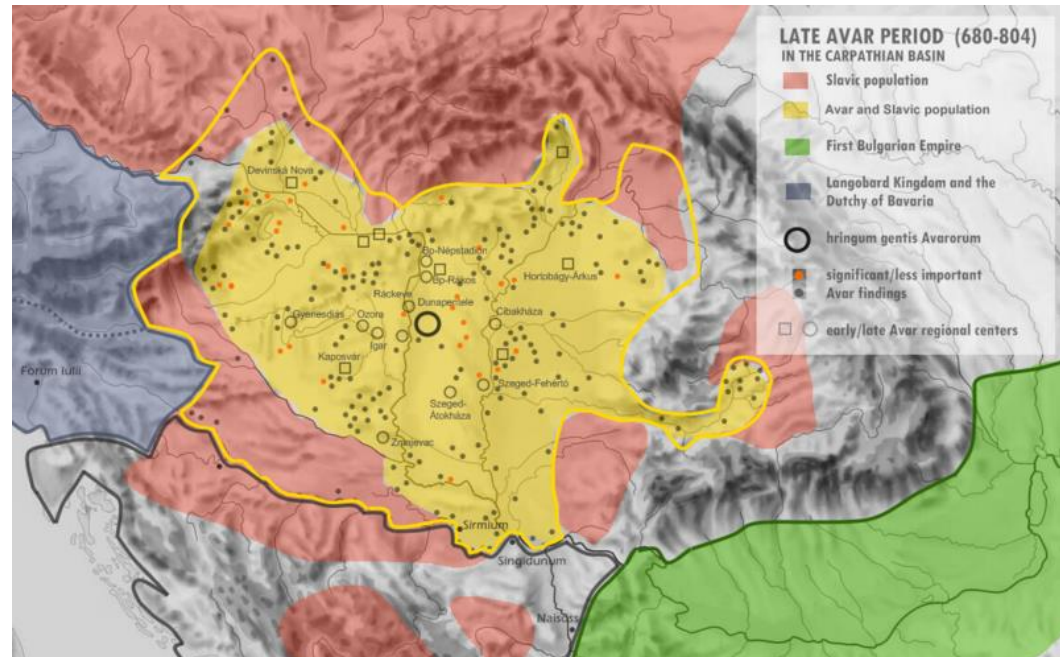 LATE AVAR PERIOD (680-804)
IN THE CARPATHIAN BASIN
Slavic population
Avar and Slavic population
First Bulgarian Empire
Langobard Kingdom and the
Dutchy of Bavaria
hringum gentis Avarorum
significant/less important
Avar findings
early/late Avar regional centers
Devinská Nova
Bp-Népstadion
Bp-Rákos
Hortobágy-Árkus
Ráckeve
Dunapentele
Gyenesdiás
Ozora
Cibakháza
Igar
Kaposvár
Szeged-Fehértó
Szeged-
Átokháza
Zmajevac
Forum Iulii
Sirmium
Singidunum
Naissus